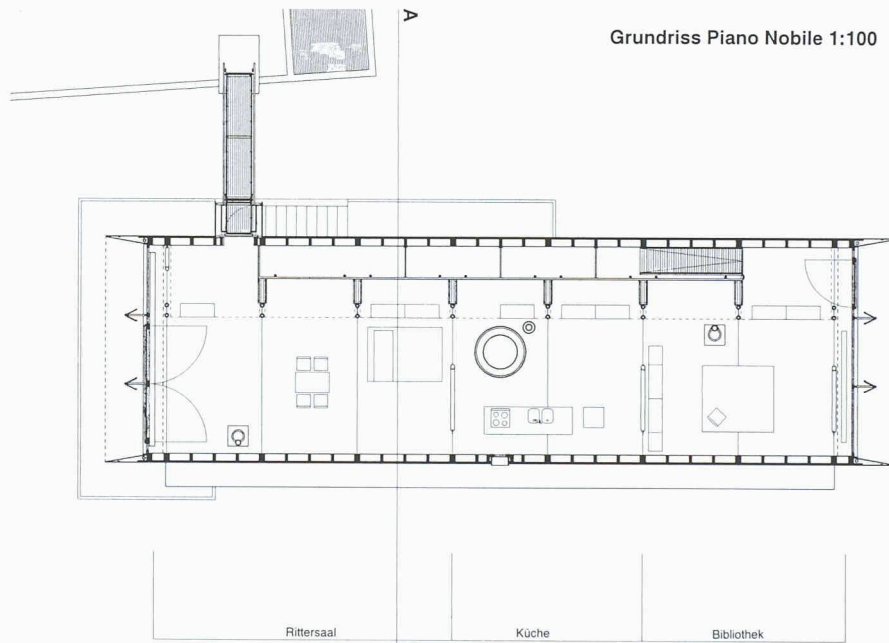 A
Grundriss Piano Nobile 1:100
Rittersaal
Küche
Bibliothek